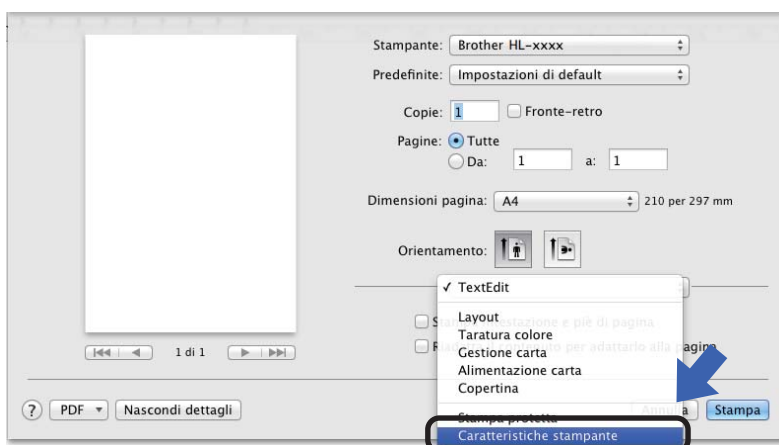 Stampante: Brother HL-xxxx
Predefinite: Impostazioni di default
Copie: 1 Fronte-retro
Pagine: Tutte
Da: 1 a: 1
Dimensioni pagina: A4 210 per 297 mm
Orientamento:
✓ TextEdit
Layout
Taratura colore
Gestione carta
Alimentazione carta
Copertina
Stampa protetta
Caratteristiche stampante
1 di 1
? PDF Nascondi dettagli
Annulla Stampa